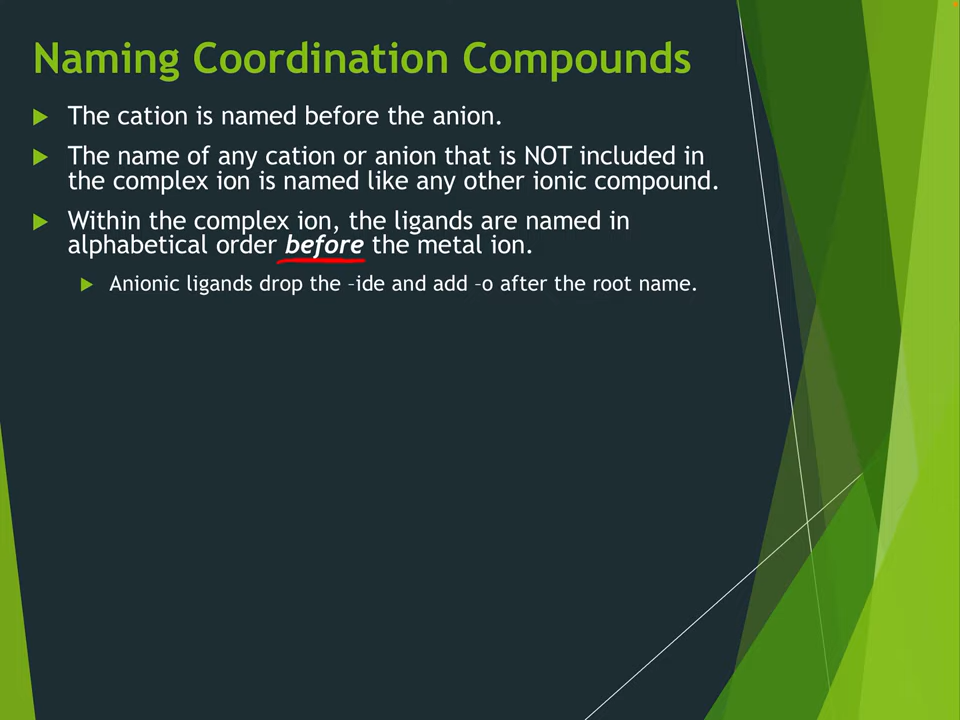 Naming Coordination Compounds
The cation is named before the anion.
The name of any cation or anion that is NOT included in
the complex ion is named like any other ionic compound.
Within the complex ion, the ligands are named in
alphabetical order before the metal ion.
Anionic ligands drop the –ide and add –o after the root name.